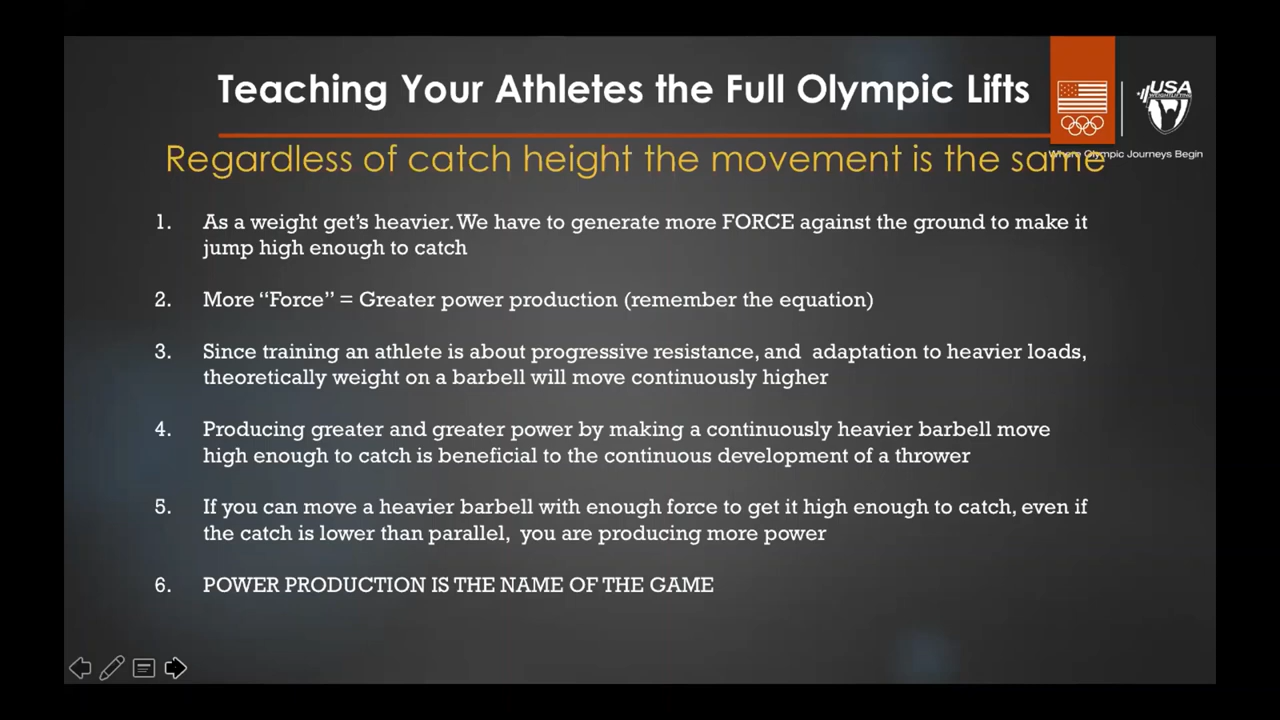 Teaching Your Athletes the Full Olympic Lifts
USA
WEIGHTLIFTING
Where Olympic Journeys Begin
Regardless of catch height the movement is the same
1. As a weight get's heavier. We have to generate more FORCE against the ground to make it
jump high enough to catch
2. More “Force” = Greater power production (remember the equation)
3. Since training an athlete is about progressive resistance, and adaptation to heavier loads,
theoretically weight on a barbell will move continuously higher
4. Producing greater and greater power by making a continuously heavier barbell move
high enough to catch is beneficial to the continuous development of a thrower
5. If you can move a heavier barbell with enough force to get it high enough to catch, even if
the catch is lower than parallel, you are producing more power
6. POWER PRODUCTION IS THE NAME OF THE GAME